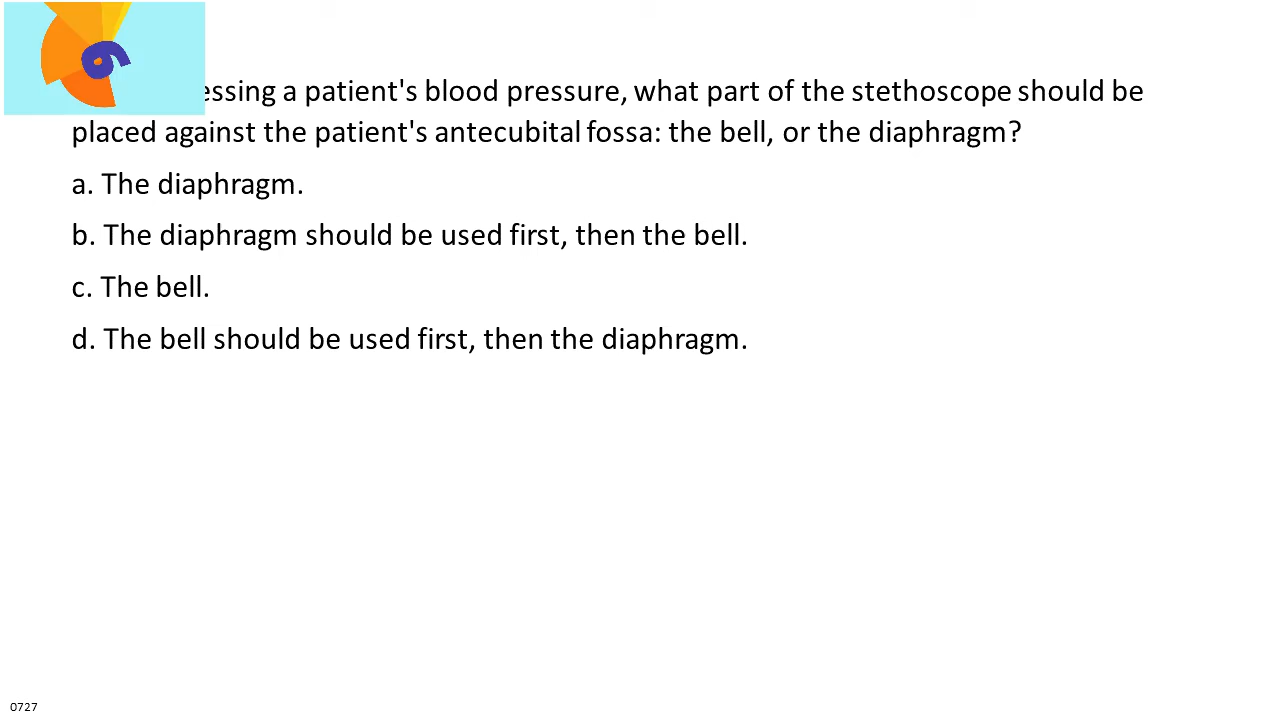 6
essing a patient's blood pressure, what part of the stethoscope should be
placed against the patient's antecubital fossa: the bell, or the diaphragm?
a. The diaphragm.
b. The diaphragm should be used first, then the bell.
c. The bell.
d. The bell should be used first, then the diaphragm.
0727